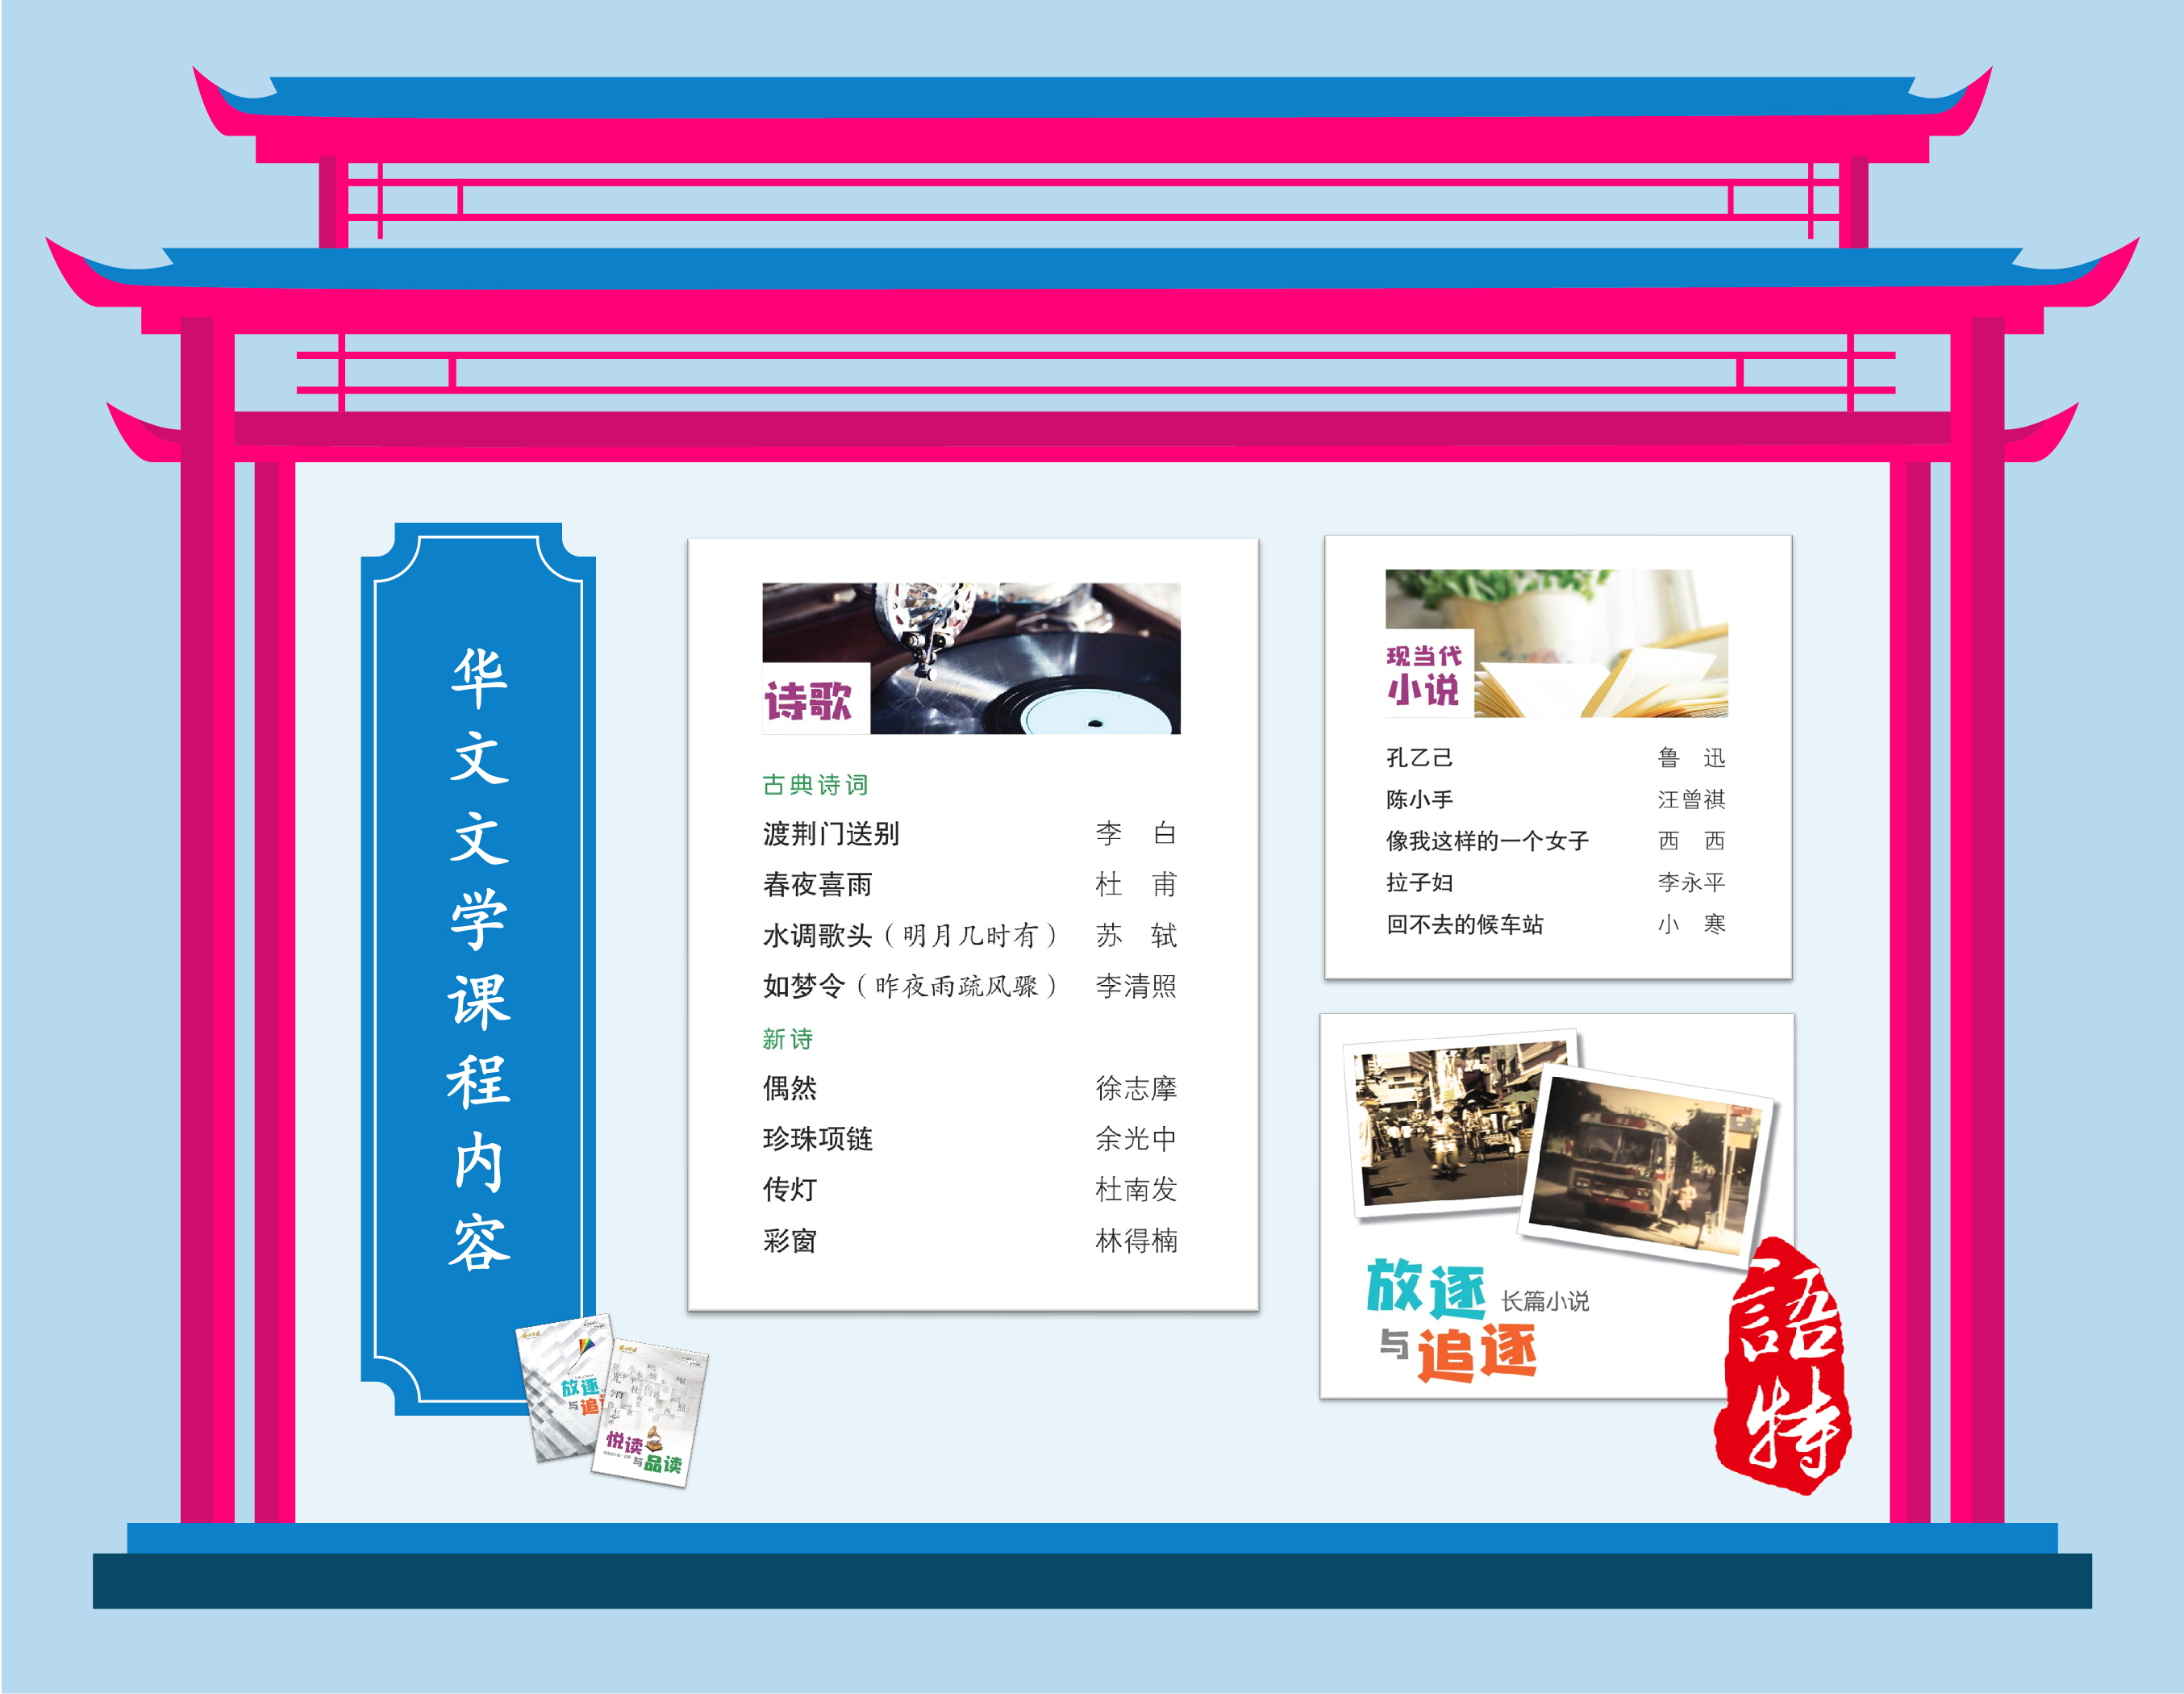 华文文学课程内容
诗歌
古典诗词
渡荆门送别 李 白
春夜喜雨 杜 甫
水调歌头（明月几时有） 苏 轼
如梦令（昨夜雨疏风骤） 李清照
新诗
偶然 徐志摩
珍珠项链 余光中
传灯 杜南发
彩窗 林得楠
现当代
小说
孔乙己 鲁 迅
陈小手 汪曾祺
像我这样的一个女子 西 西
拉子妇 李永平
回不去的候车站 小 寒
放逐 长篇小说
与追逐
語特
放逐
与追
悦读
与品读